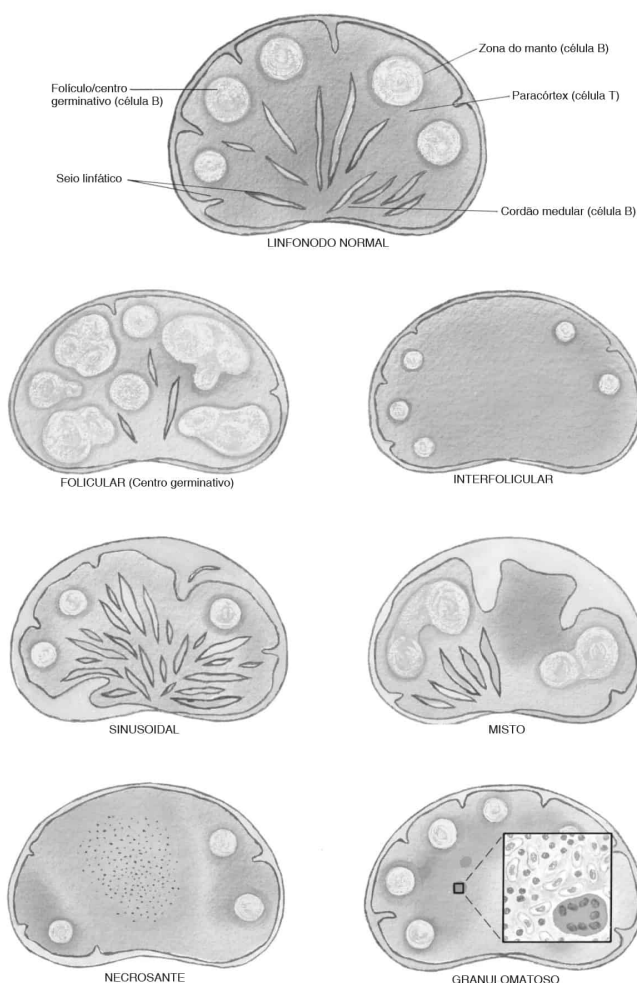 Zona do manto (célula B)
Folículo/centro
germinativo (célula B)
Paracórtex (célula T)
Seio linfático
Cordão medular (célula B)
LINFONODO NORMAL
FOLICULAR (Centro germinativo)
INTERFOLICULAR
SINUSOIDAL
MISTO
NECROSANTE
GRANULOMATOSO